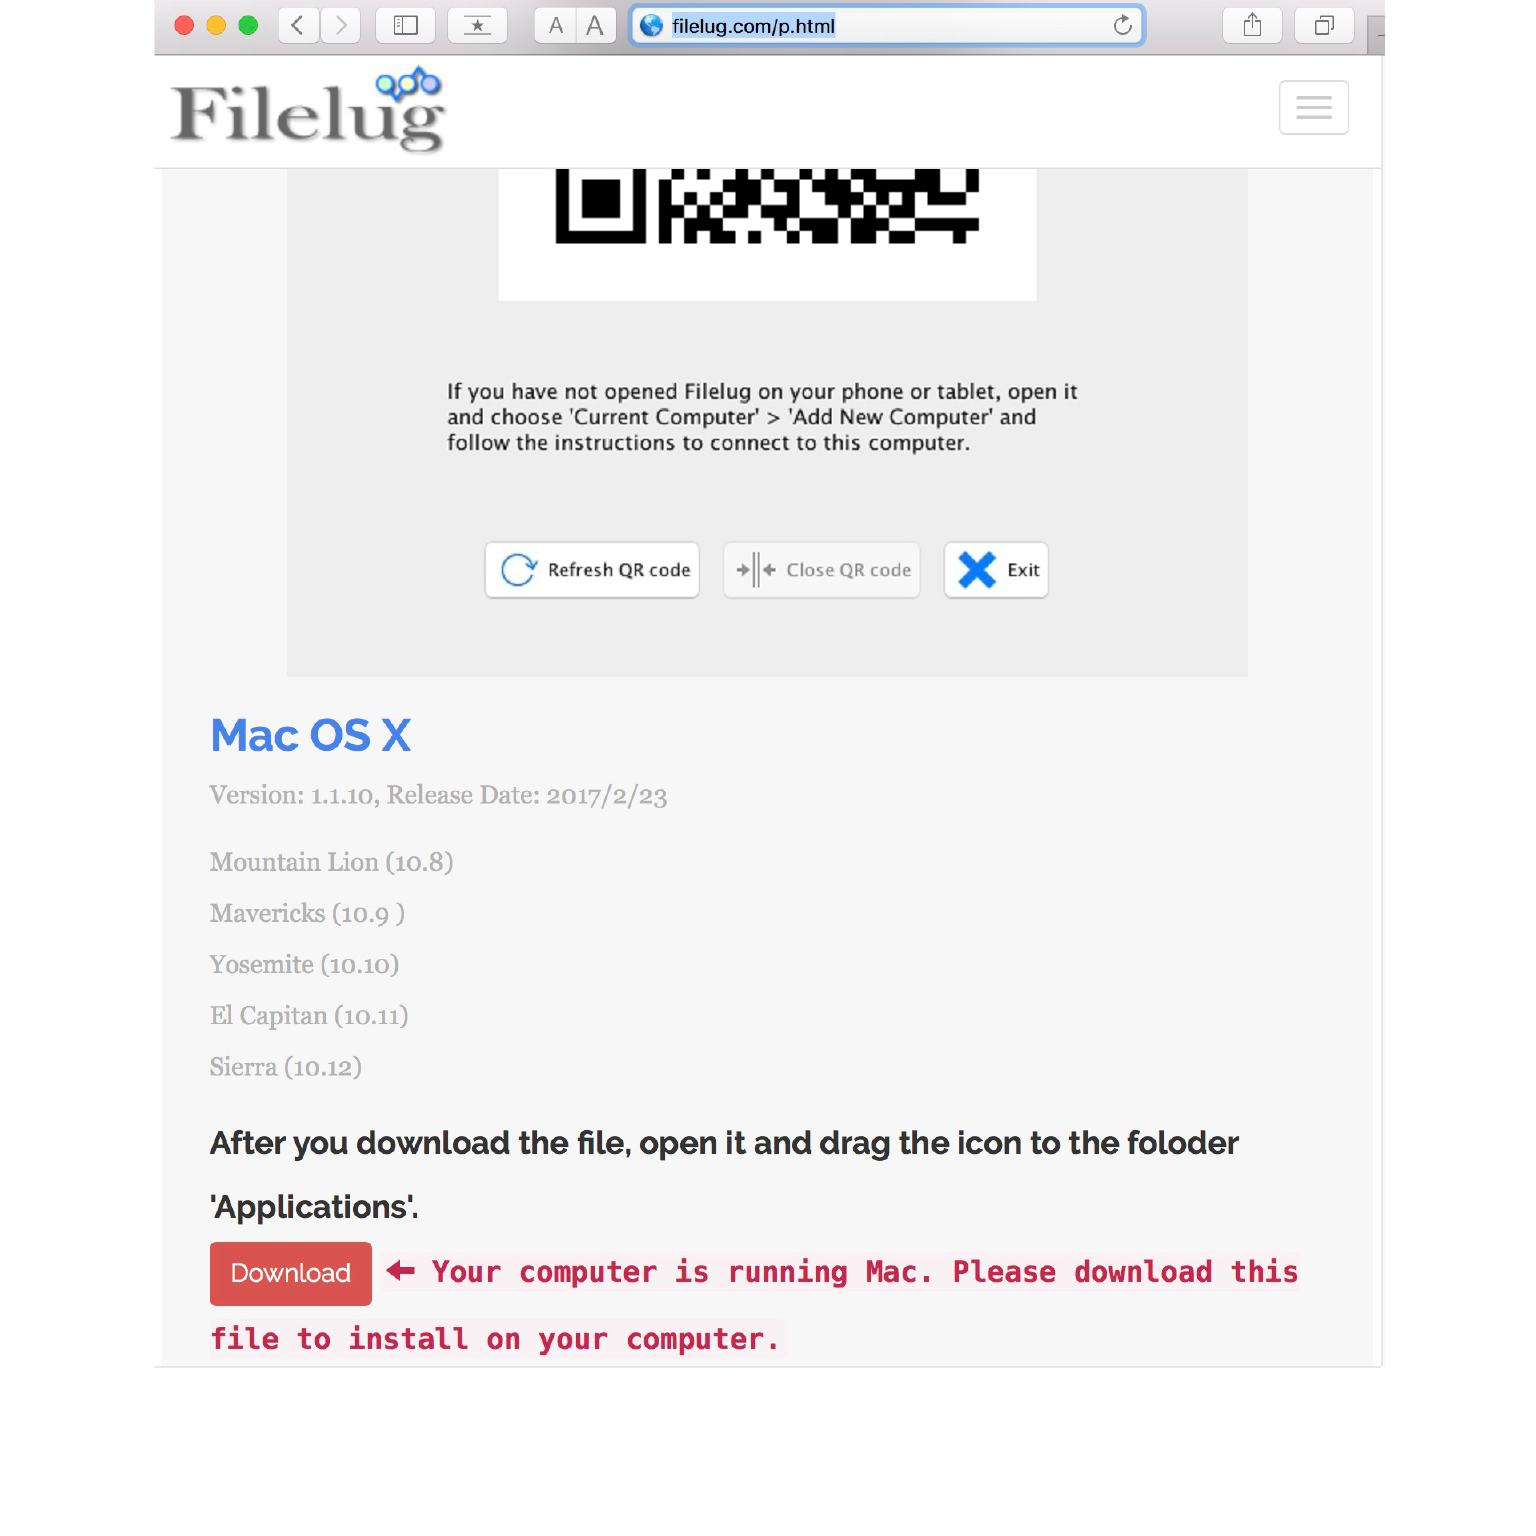 A A filelug.com/p.html
Filelug
If you have not opened Filelug on your phone or tablet, open it
and choose 'Current Computer' > 'Add New Computer' and
follow the instructions to connect to this computer.
Refresh QR code Close QR code Exit
Mac OS X
Version: 1.1.10, Release Date: 2017/2/23
Mountain Lion (10.8)
Mavericks (10.9 )
Yosemite (10.10)
El Capitan (10.11)
Sierra (10.12)
After you download the file, open it and drag the icon to the foloder
'Applications'.
Download Your computer is running Mac. Please download this
file to install on your computer.